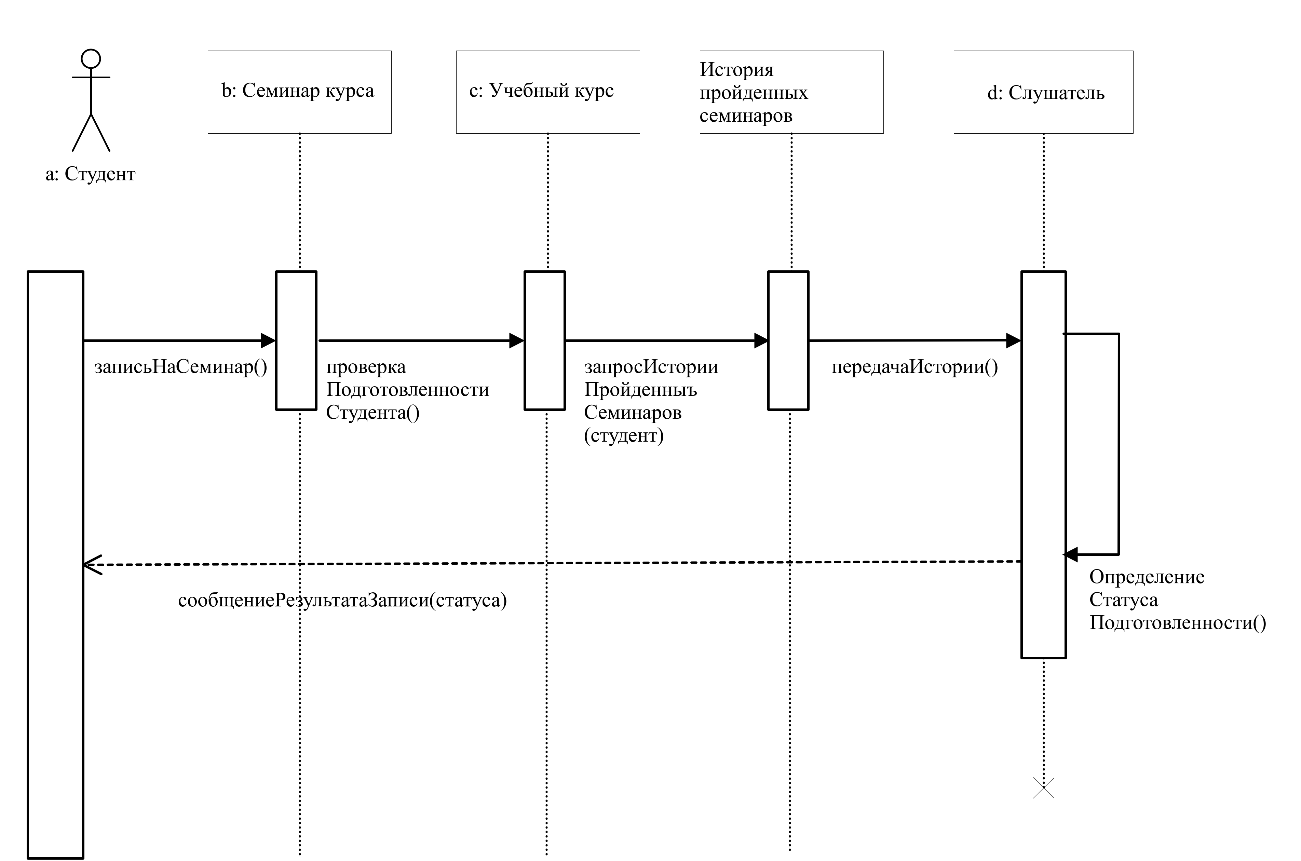 a: Студент
b: Семинар курса
c: Учебный курс
История
пройденных
семинаров
d: Слушатель
записьНаСеминар()
проверка
Подготовленности
Студента()
запросИстории
Пройденныъ
Семинаров
(студент)
передачаИстории()
Определение
Статуса
Подготовленности()
сообщениеРезультатаЗаписи(статуса)